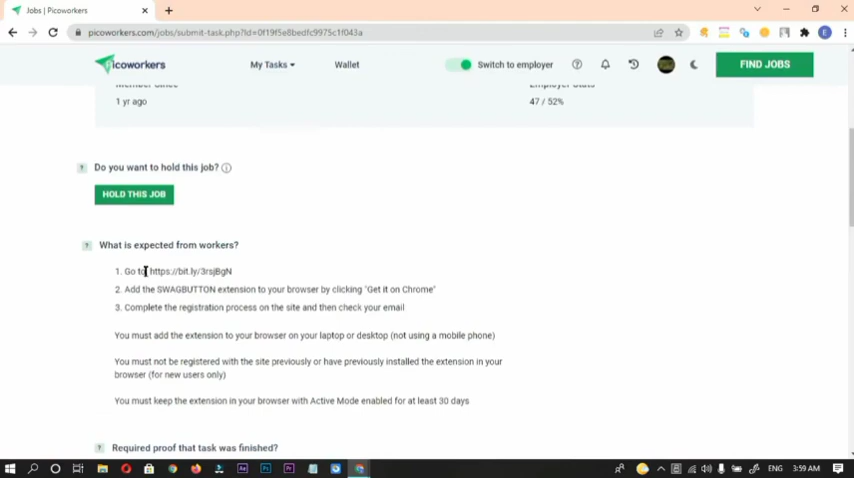 Jobs | Picoworkers
picoworkers.com/jobs/submit-task.php?Id=0f19f5e8bedfc9975c1f043a
Picoworkers
My Tasks
Wallet
Switch to employer
FIND JOBS
E
Member Since
Employer Stats
1 yr ago
47 / 52%
Do you want to hold this job?
HOLD THIS JOB
What is expected from workers?
1. Go to https://bit.ly/3rsjBgN
2. Add the SWAGBUTTON extension to your browser by clicking "Get it on Chrome"
3. Complete the registration process on the site and then check your email
You must add the extension to your browser on your laptop or desktop (not using a mobile phone)
You must not be registered with the site previously or have previously installed the extension in your
browser (for new users only)
You must keep the extension in your browser with Active Mode enabled for at least 30 days
Required proof that task was finished?
Ae Ps Pr
ENG 3:59 AM